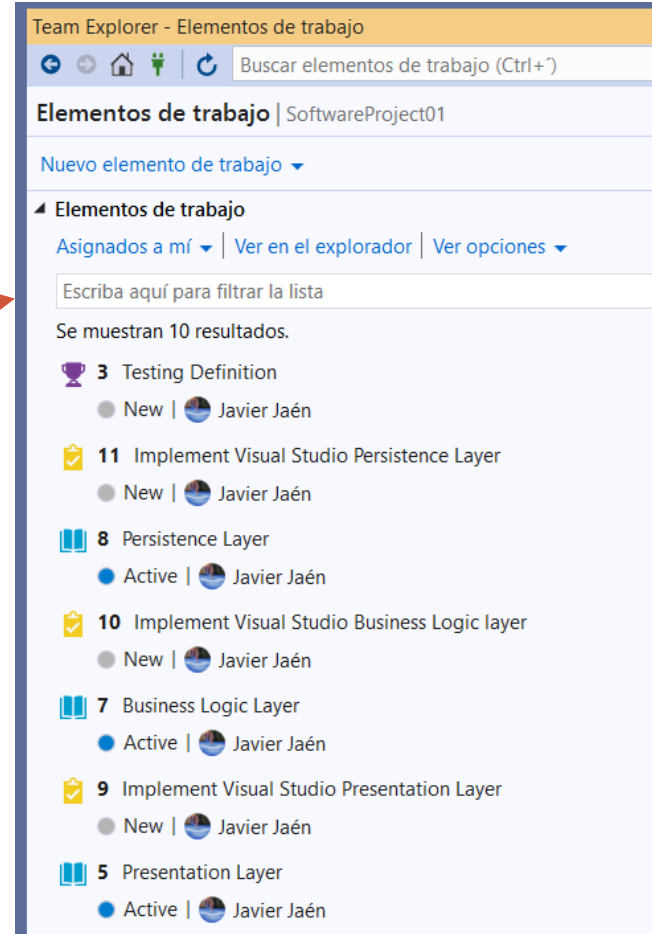 Team Explorer - Elementos de trabajo
Buscar elementos de trabajo (Ctrl+´)
Elementos de trabajo | SoftwareProject01
Nuevo elemento de trabajo
Elementos de trabajo
Asignados a mí | Ver en el explorador | Ver opciones
Escriba aquí para filtrar la lista
Se muestran 10 resultados.
3 Testing Definition
New | Javier Jaén
11 Implement Visual Studio Persistence Layer
New | Javier Jaén
8 Persistence Layer
Active | Javier Jaén
10 Implement Visual Studio Business Logic layer
New | Javier Jaén
7 Business Logic Layer
Active | Javier Jaén
9 Implement Visual Studio Presentation Layer
New | Javier Jaén
5 Presentation Layer
Active | Javier Jaén